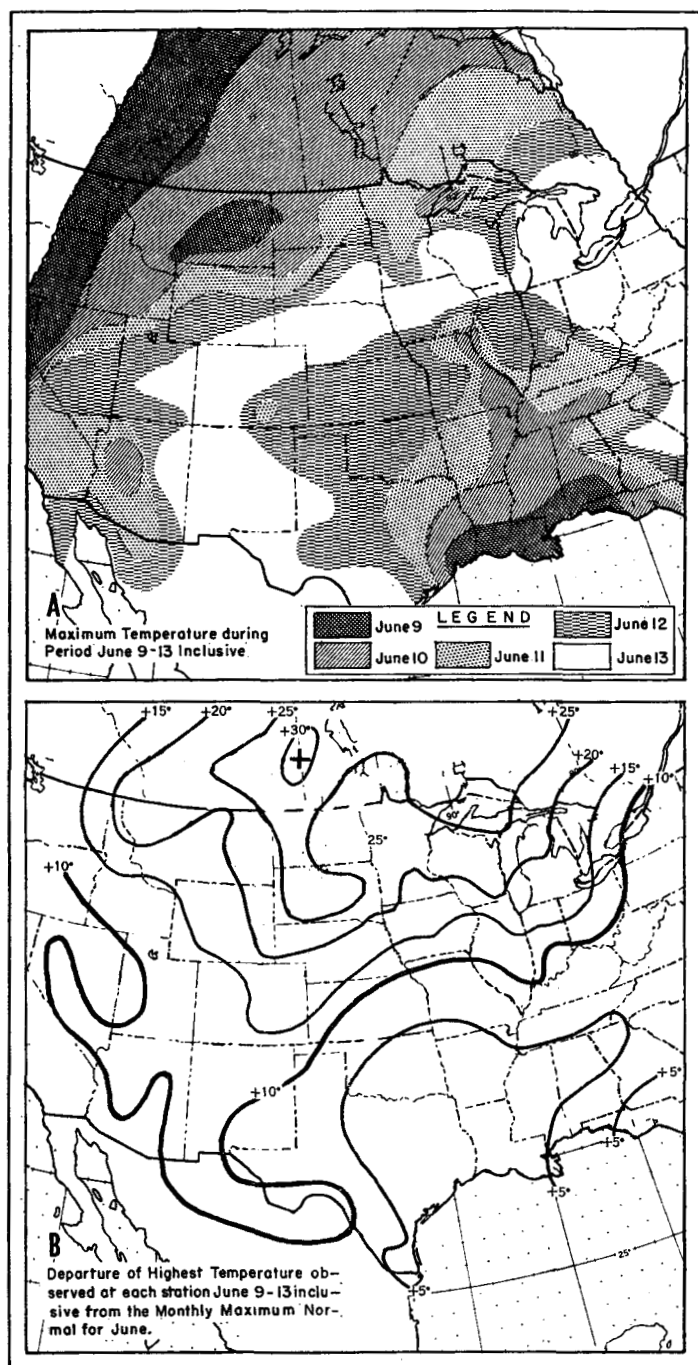 A
Maximum Temperature during
Period June 9-13 Inclusive.
LEGEND
June 9
June 12
June 10
June 11
June 13
+15°
+20°
+25°
+30°
+25°
+20°
+15°
+10°
90°
25°
+10°
+10°
+5°
+5°
+5°
25°
+5°
B
Departure of Highest Temperature ob-
served at each station June 9-13 inclu-
sive from the Monthly Maximum Nor-
mal for June.